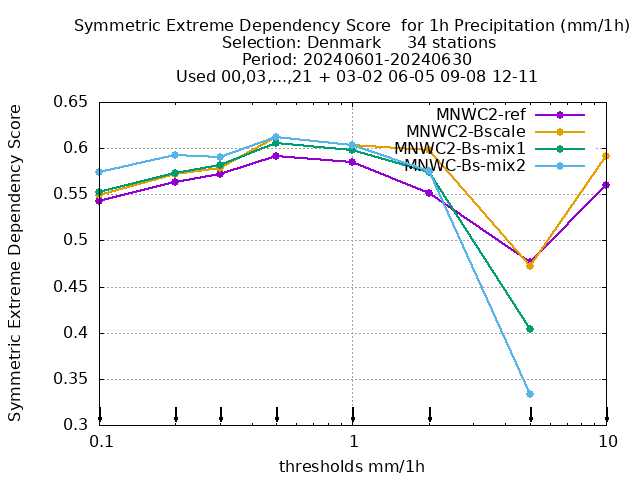 Symmetric Extreme Dependency Score  for 1h Precipitation (mm/1h)
Selection: Denmark     34 stations
Period: 20240601-20240630
Used 00,03,...,21 + 03-02 06-05 09-08 12-11
Symmetric Extreme Dependency Score
0.65
0.6
0.55
0.5
0.45
0.4
0.35
0.3
MNWC2-ref
MNWC2-Bscale
MNWC2-Bs-mix1
MNWC-Bs-mix2
0.1 1 10
thresholds mm/1h